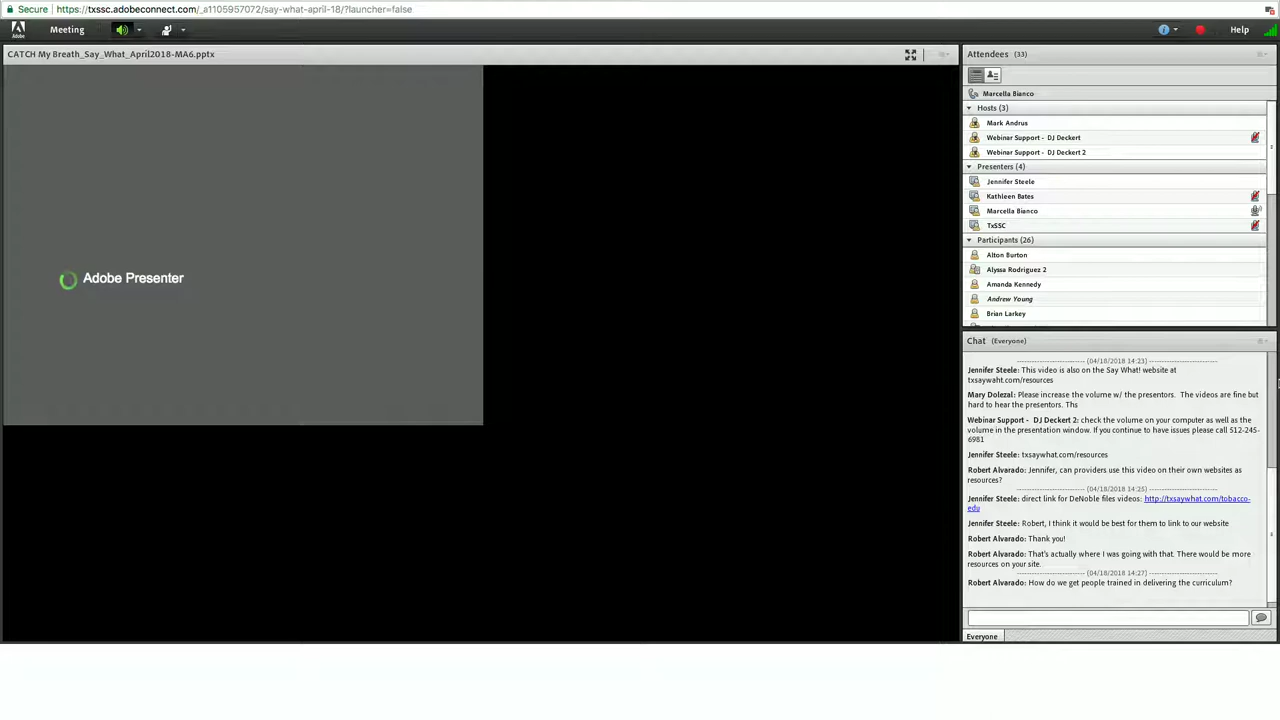 Secure https://txssc.adobeconnect.com/_a1105957072/say-what-april-18/?launcher=false
Adobe
Meeting
Help
CATCH My Breath_Say_What_April2018-MA6.pptx
Adobe Presenter
Attendees (33)
Marcella Bianco
Hosts (3)
Mark Andrus
Webinar Support - DJ Deckert
Webinar Support - DJ Deckert 2
Presenters (4)
Jennifer Steele
Kathleen Bates
Marcella Bianco
TxSSC
Participants (26)
Alton Burton
Alyssa Rodriguez 2
Amanda Kennedy
Andrew Young
Brian Larkey
Chat (Everyone)
(04/18/2018 14:23)
Jennifer Steele: This video is also on the Say What! website at
txsaywaht.com/resources
Mary Dolezal: Please increase the volume w/ the presentors. The videos are fine but
hard to hear the presentors. Ths
Webinar Support - DJ Deckert 2: check the volume on your computer as well as the
volume in the presentation window. If you continue to have issues please call 512-245-
6981
Jennifer Steele: txsaywhat.com/resources
Robert Alvarado: Jennifer, can providers use this video on their own websites as
resources?
(04/18/2018 14:25)
Jennifer Steele: direct link for DeNoble files videos: http://txsaywhat.com/tobacco-
edu
Jennifer Steele: Robert, I think it would be best for them to link to our website
Robert Alvarado: Thank you!
Robert Alvarado: That's actually where I was going with that. There would be more
resources on your site.
(04/18/2018 14:27)
Robert Alvarado: How do we get people trained in delivering the curriculum?
Everyone